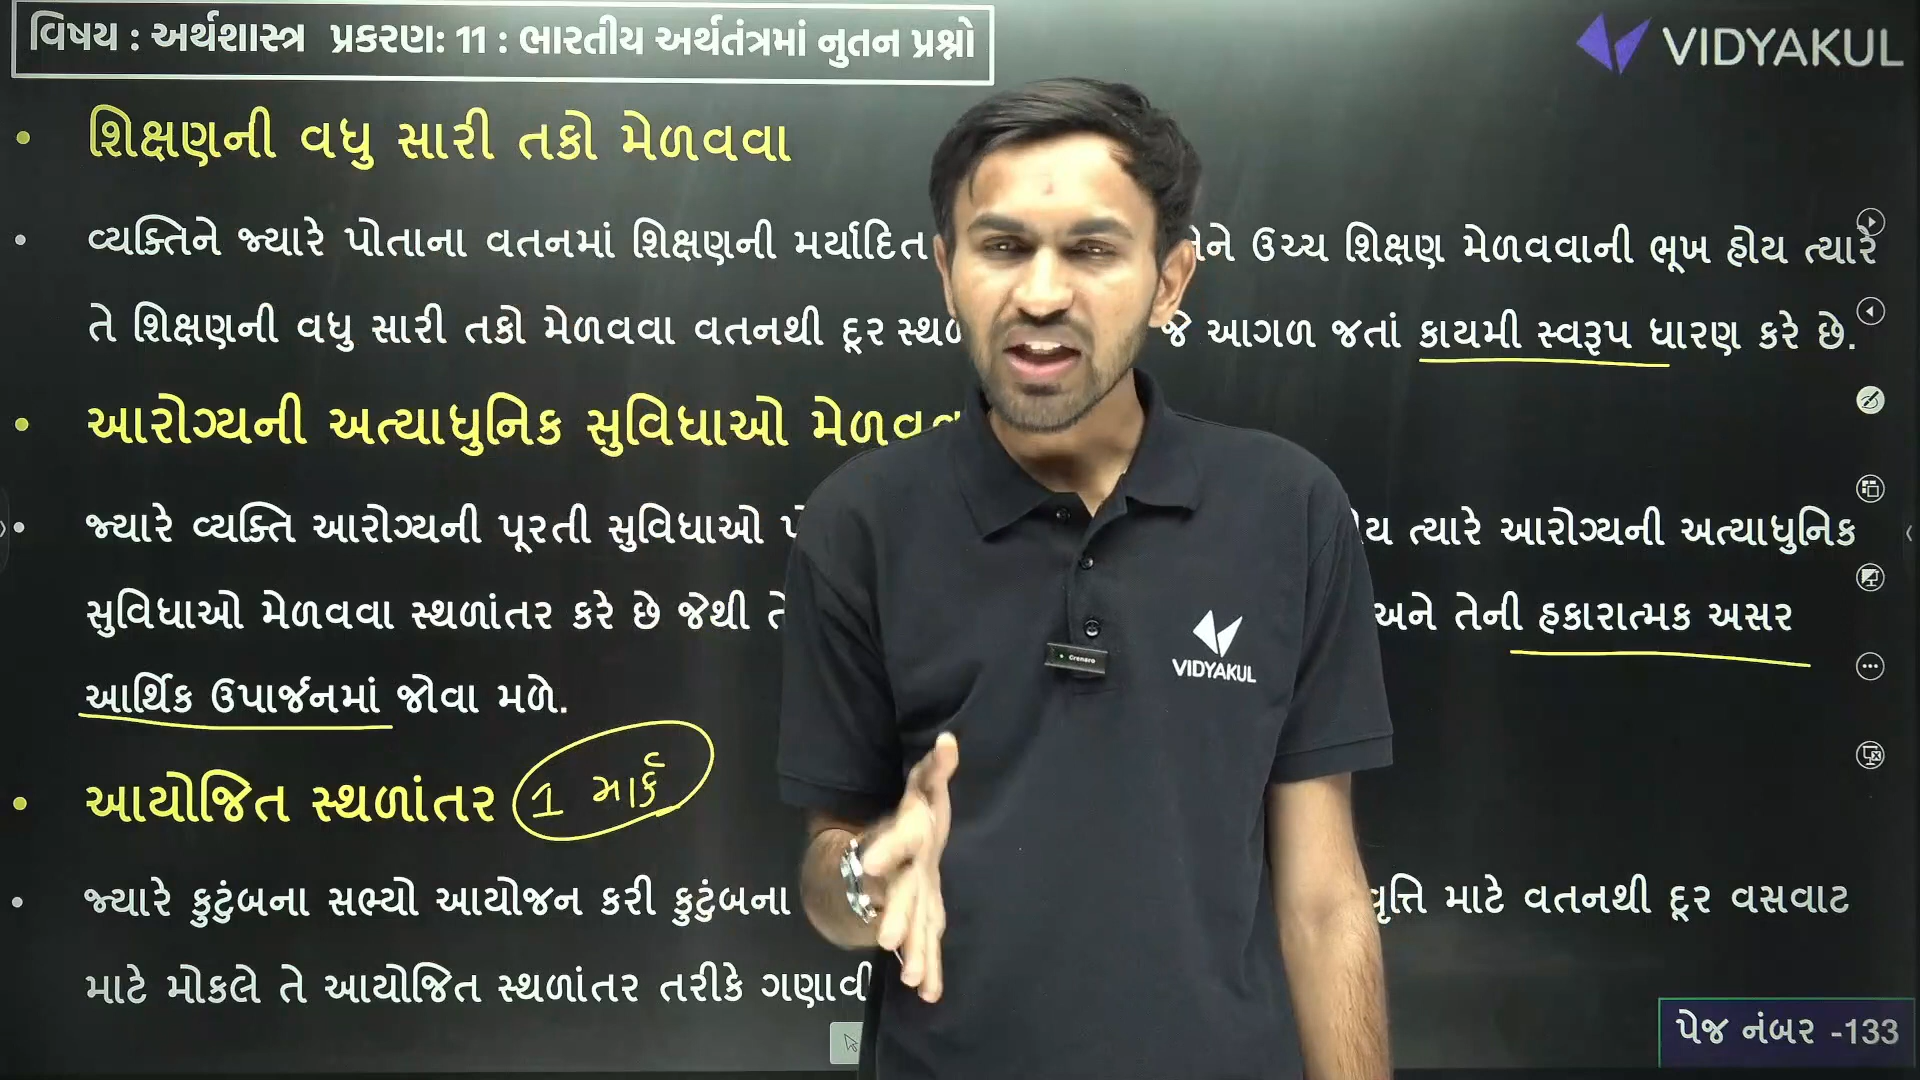 વિષય : અર્થશાસ્ત્ર પ્રકરણ: 11 : ભારતીય અર્થતંત્રમાં નુતન પ્રશ્નો
VIDYAKUL
• શિક્ષણની વધુ સારી તકો મેળવવા
• વ્યક્તિને જ્યારે પોતાના વતનમાં શિક્ષણની મર્યાદિત ઉચ્ચ શિક્ષણ મેળવવાની ભૂખ હોય ત્યારે
તે શિક્ષણની વધુ સારી તકો મેળવવા વતનથી દૂર જે આગળ જતાં કાયમી સ્વરૂપ ધારણ કરે છે.
• આરોગ્યની અત્યાધુનિક સુવિધાઓ
• જ્યારે વ્યક્તિ આરોગ્યની પૂરતી સુવિધાઓ ત્યારે આરોગ્યની અત્યાધુનિક
સુવિધાઓ મેળવવા સ્થળાંતર કરે છે જેથી અને તેની હકારાત્મક અસર
આર્થિક ઉપાર્જનમાં જોવા મળે.
VIDYAKUL
• આયોજિત સ્થળાંતર 1 માર્ક
• જ્યારે કુટુંબના સભ્યો આયોજન કરી કુટુંબના માટે વતનથી દૂર વસવાટ
માટે મોકલે તે આયોજિત સ્થળાંતર તરીકે
પેજ નંબર -133